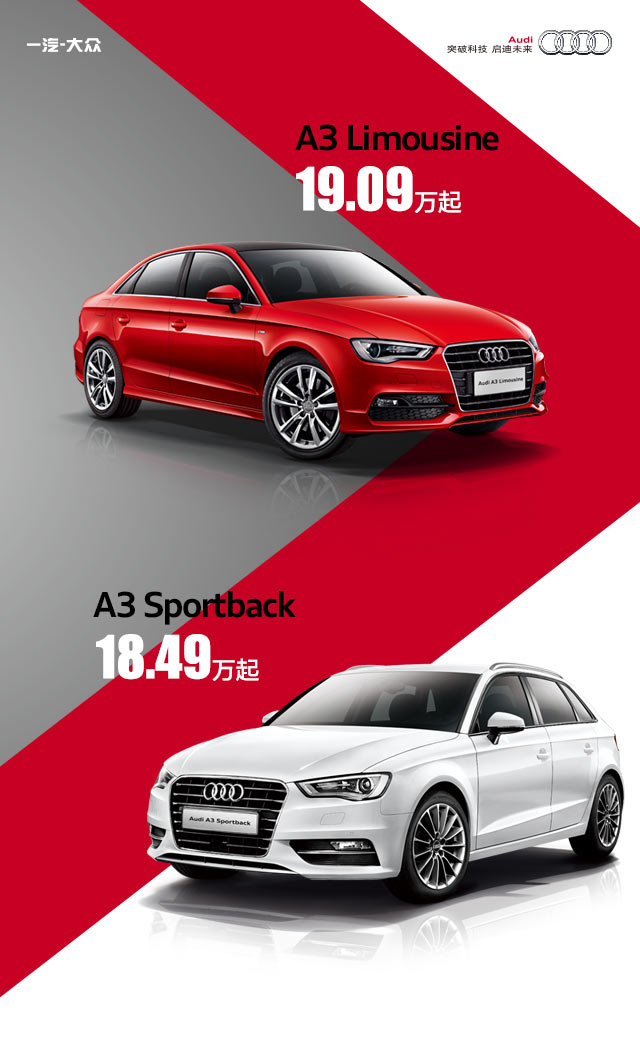 一汽-大众
Audi
突破科技 启迪未来
A3 Limousine
19.09万起
Audi A3 Limousine
A3 Sportback
18.49万起
Audi A3 Sportback